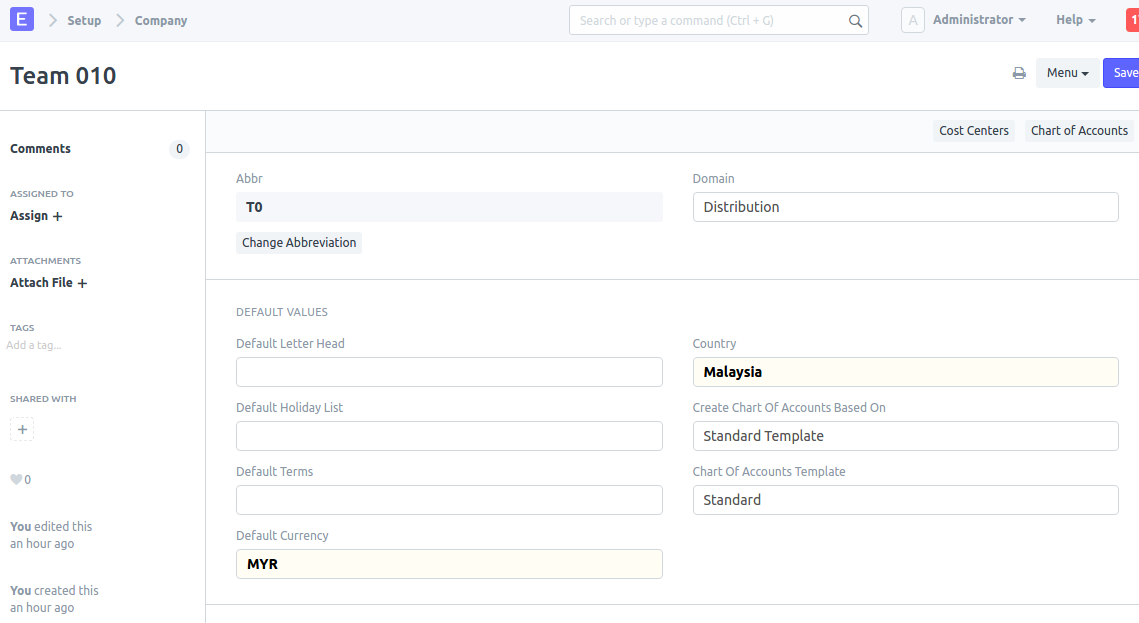 E Setup Company Search or type a command (Ctrl + G) A Administrator Help 1
Team 010 Menu Save
Cost Centers Chart of Accounts
Comments 0
ASSIGNED TO
Assign +
ATTACHMENTS
Attach File +
TAGS
Add a tag...
SHARED WITH
+
0
You edited this
an hour ago
You created this
an hour ago
Abbr
T0
Change Abbreviation
Domain
Distribution
DEFAULT VALUES
Default Letter Head
Default Holiday List
Default Terms
Default Currency
MYR
Country
Malaysia
Create Chart Of Accounts Based On
Standard Template
Chart Of Accounts Template
Standard